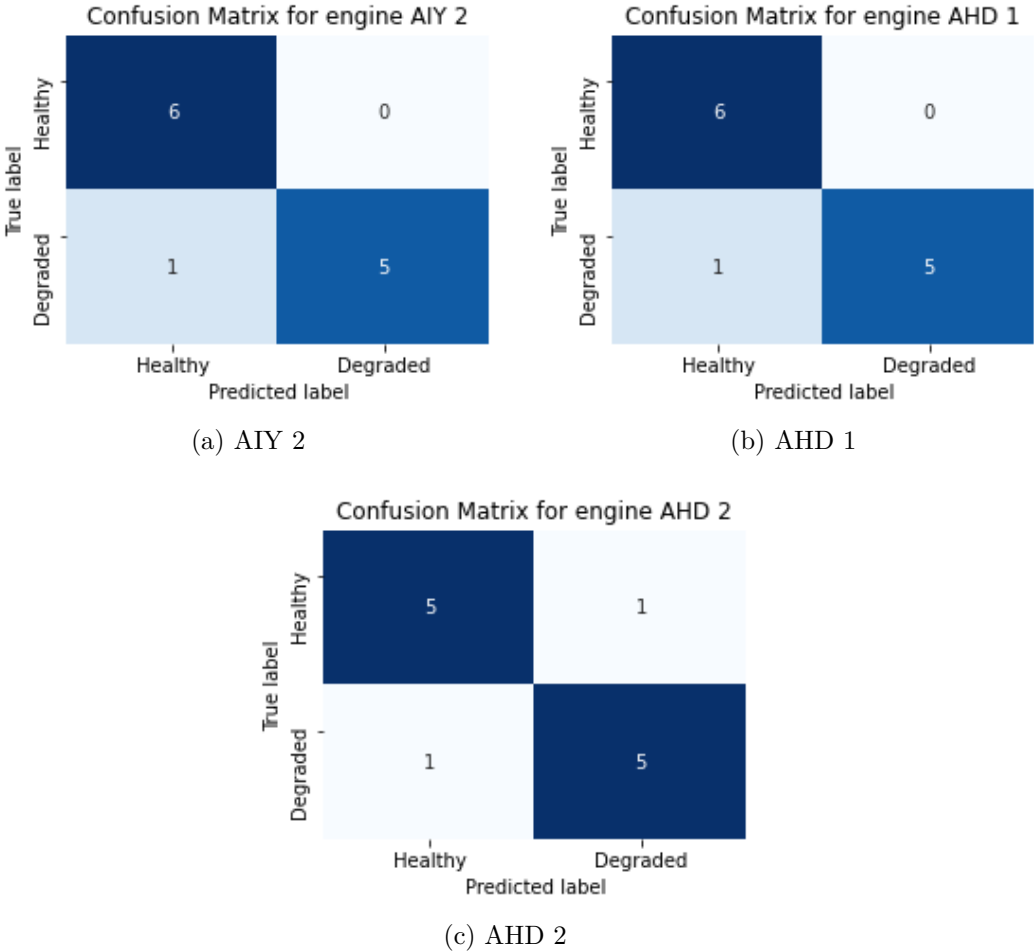 Confusion Matrix for engine AIY 2
True label
Healthy
6
0
Degraded
1
5
Healthy
Degraded
Predicted label
(a) AIY 2
Confusion Matrix for engine AHD 1
True label
Healthy
6
0
Degraded
1
5
Healthy
Degraded
Predicted label
(b) AHD 1
Confusion Matrix for engine AHD 2
True label
Healthy
5
1
Degraded
1
5
Healthy
Degraded
Predicted label
(c) AHD 2